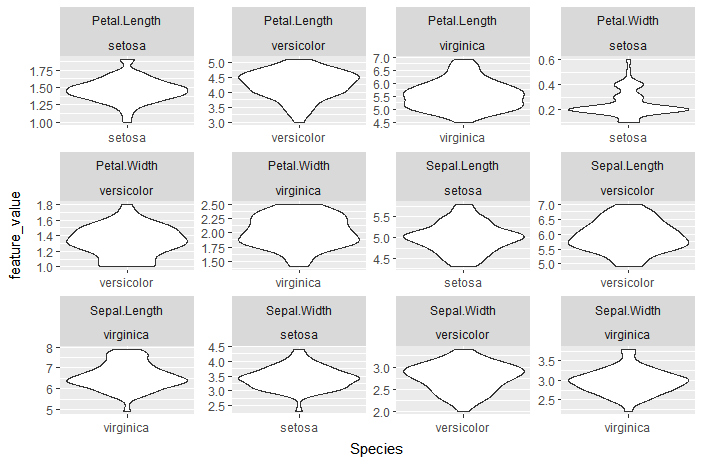 Petal.Length Petal.Length Petal.Length Petal.Width
setosa versicolor virginica setosa
1.75 1.50 1.25 1.00 5.0 4.5 4.0 3.5 3.0 7.0 6.5 6.0 5.5 5.0 4.5 0.6 0.4 0.2
setosa versicolor virginica setosa
Petal.Width Petal.Width Sepal.Length Sepal.Length
versicolor virginica setosa versicolor
1.8 1.6 1.4 1.2 1.0 2.50 2.25 2.00 1.75 1.50 5.5 5.0 4.5 7.0 6.5 6.0 5.5 5.0
versicolor virginica setosa versicolor
Sepal.Length Sepal.Width Sepal.Width Sepal.Width
virginica setosa versicolor virginica
8 7 6 5 4.5 4.0 3.5 3.0 2.5 3.0 2.5 2.0 3.5 3.0 2.5
virginica setosa versicolor virginica
feature_value
Species